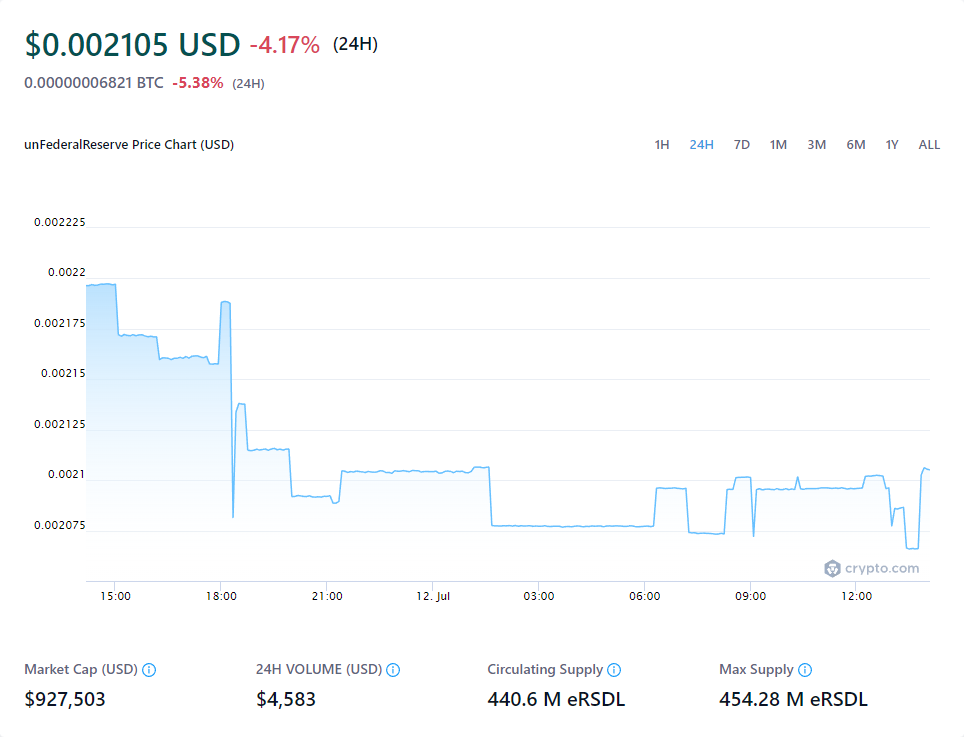 $0.002105 USD -4.17% (24H)
0.00000006821 BTC -5.38% (24H)
unFederalReserve Price Chart (USD) 1H 24H 7D 1M 3M 6M 1Y ALL
0.002225
0.0022
0.002175
0.00215
0.002125
0.0021
0.002075
crypto.com
15:00 18:00 21:00 12. Jul 03:00 06:00 09:00 12:00
Market Cap (USD) 24H VOLUME (USD) Circulating Supply Max Supply
$927,503 $4,583 440.6 M eRSDL 454.28 M eRSDL